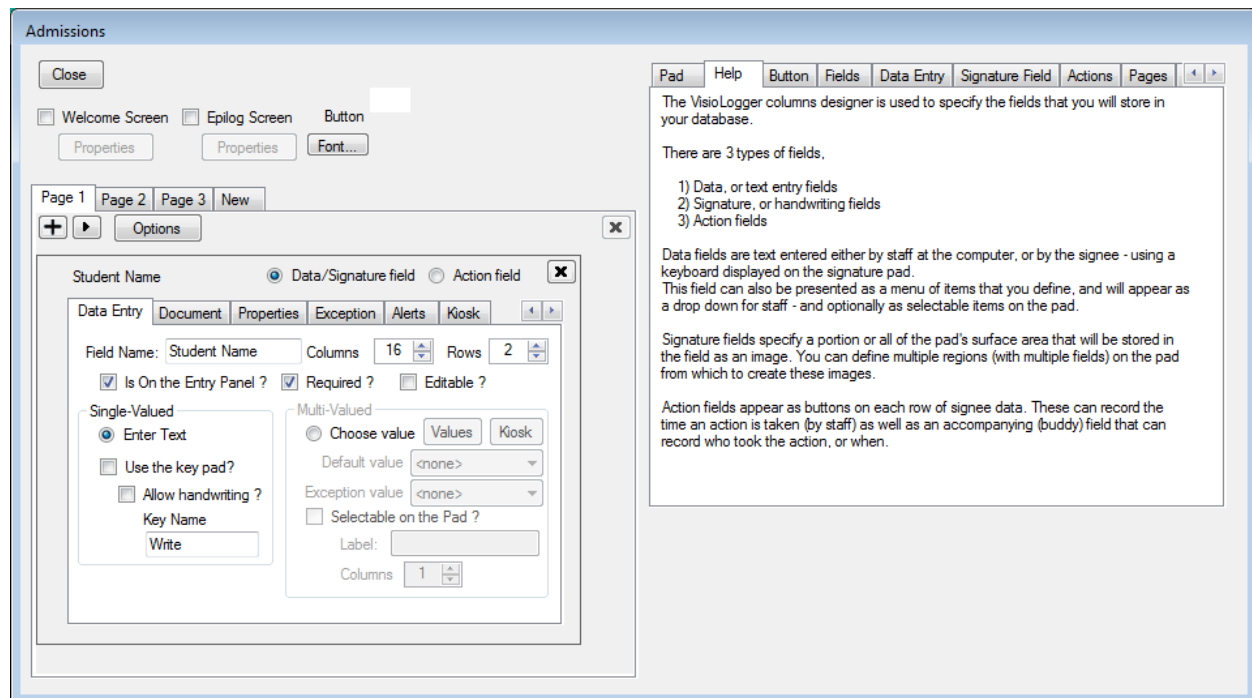 Admissions
Close
Welcome Screen Epilog Screen Button
Properties Properties Font...
Page 1 Page 2 Page 3 New
Options
Student Name Data/Signature field Action field
Data Entry Document Properties Exception Alerts Kiosk
Field Name: Student Name Columns 16 Rows 2
Is On the Entry Panel ? Required ? Editable ?
Single-Valued
Enter Text
Use the key pad?
Allow handwriting ?
Key Name
Write
Multi-Valued
Choose value Values Kiosk
Default value <none>
Exception value <none>
Selectable on the Pad ?
Label:
Columns 1
Pad Help Button Fields Data Entry Signature Field Actions Pages
The VisioLogger columns designer is used to specify the fields that you will store in
your database.
There are 3 types of fields,
1) Data, or text entry fields
2) Signature, or handwriting fields
3) Action fields
Data fields are text entered either by staff at the computer, or by the signee - using a
keyboard displayed on the signature pad.
This field can also be presented as a menu of items that you define, and will appear as
a drop down for staff - and optionally as selectable items on the pad.
Signature fields specify a portion or all of the pad's surface area that will be stored in
the field as an image. You can define multiple regions (with multiple fields) on the pad
from which to create these images.
Action fields appear as buttons on each row of signee data. These can record the
time an action is taken (by staff) as well as an accompanying (buddy) field that can
record who took the action, or when.